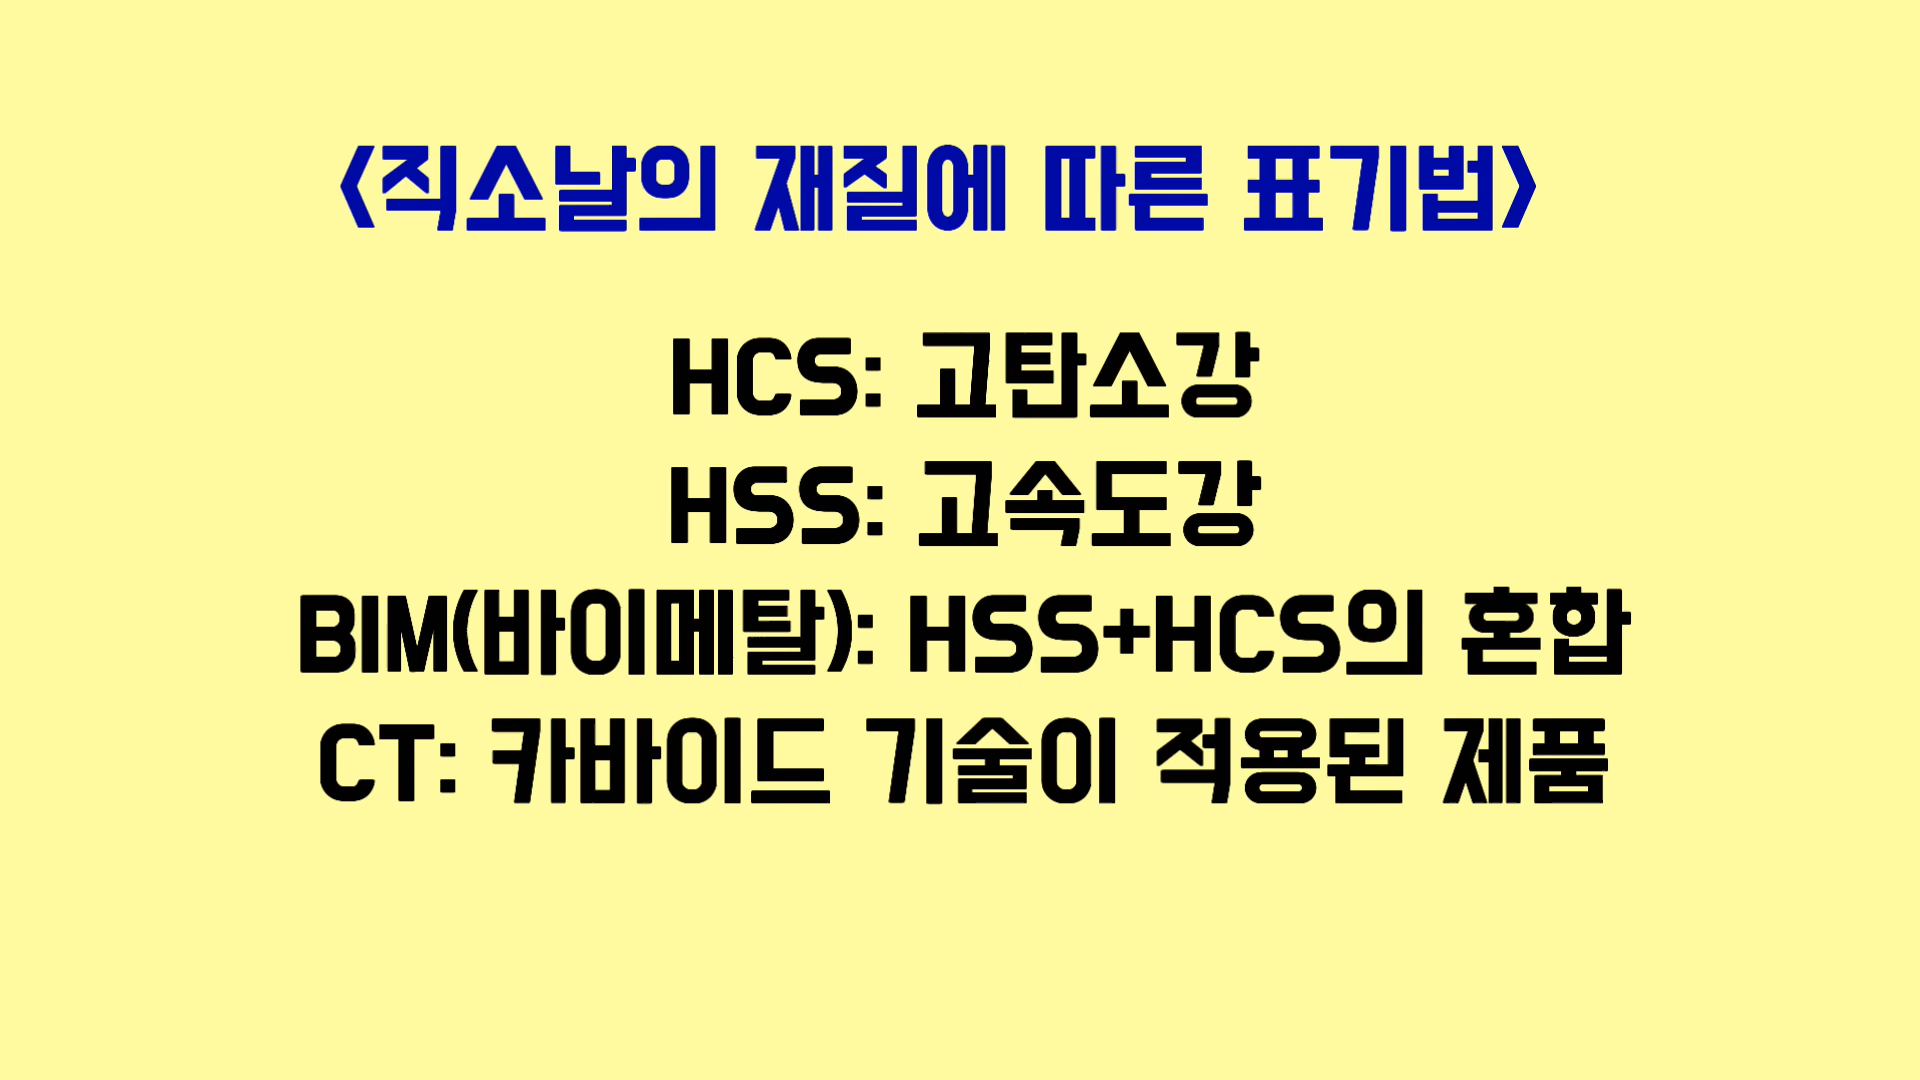 <직소날의 재질에 따른 표기법>
HCS: 고탄소강
HSS: 고속도강
BIM(바이메탈): HSS+HCS의 혼합
CT: 카바이드 기술이 적용된 제품